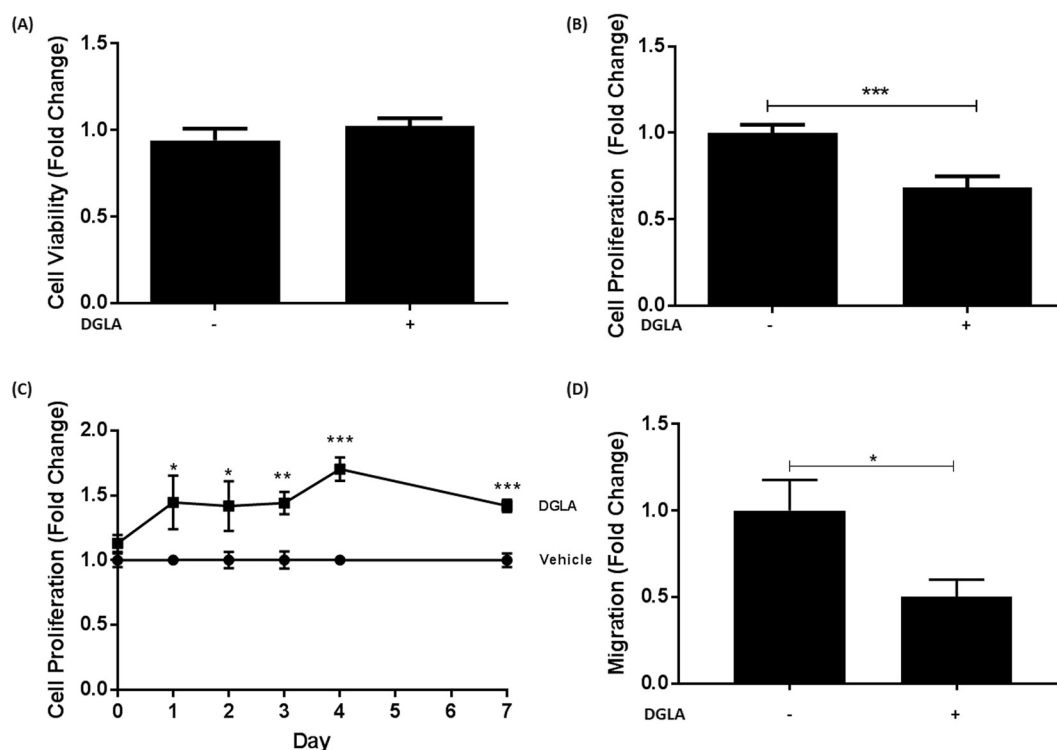 (A)
Cell Viability (Fold Change)
1.5
1.0
0.5
0.0
DGLA - +
(B)
Cell Proliferation (Fold Change)
1.5
1.0
0.5
0.0
***
DGLA - +
(C)
Cell Proliferation (Fold Change)
2.0
1.5
1.0
0.5
0.0
* * ** *** ***
DGLA
Vehicle
0 1 2 3 4 5 6 7
Day
(D)
Migration (Fold Change)
1.5
1.0
0.5
0.0
*
DGLA - +